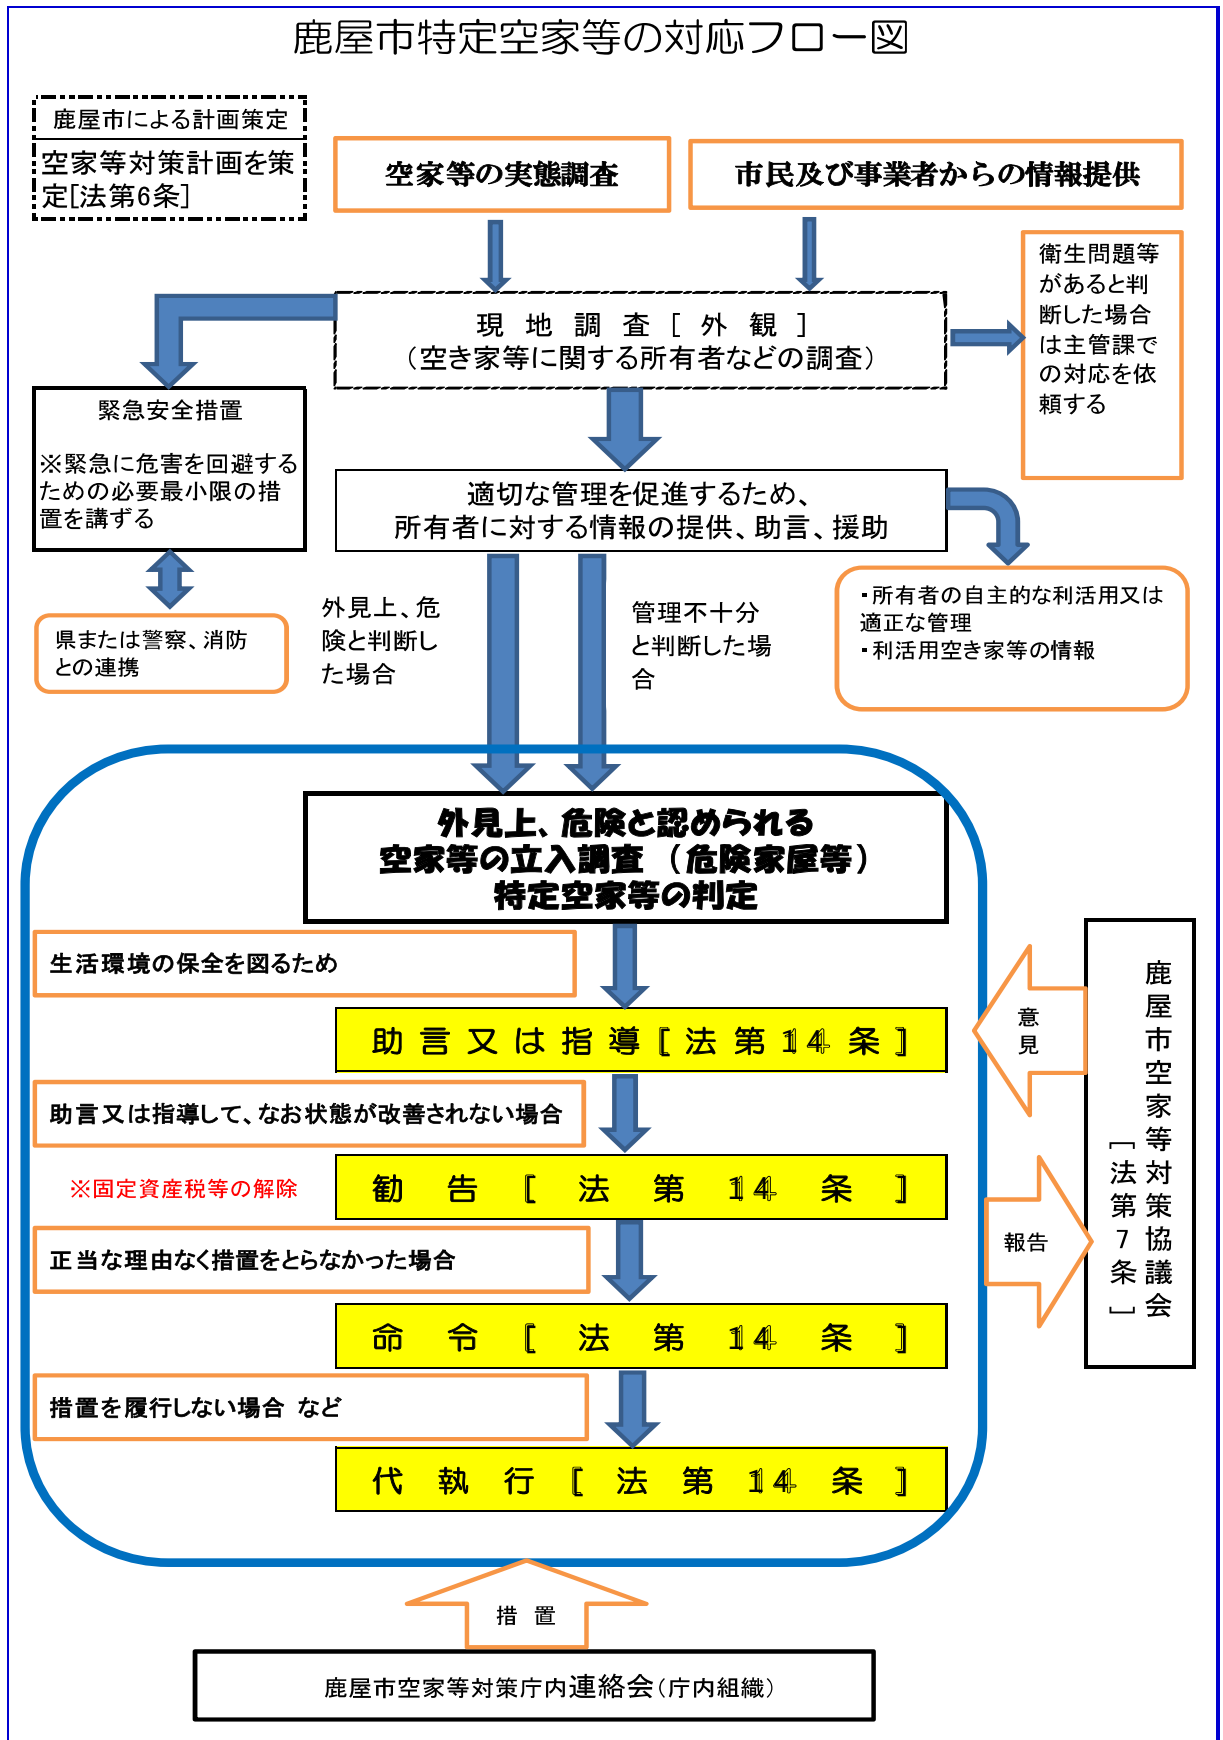 鹿屋市特定空家等の対応フロー図
鹿屋市による計画策定
空家等対策計画を策
定[法第6条]
空家等の実態調査
市民及び事業者からの情報提供
現地調査[外観]
（空き家等に関する所有者などの調査）
衛生問題等
があると判
断した場合
は主管課で
の対応を依
頼する
緊急安全措置
※緊急に危害を回避する
ための必要最小限の措
置を講ずる
適切な管理を促進するため、
所有者に対する情報の提供、助言、援助
県または警察、消防
との連携
外見上、危
険と判断し
た場合
管理不十分
と判断した場
合
・所有者の自主的な利活用又は
適正な管理
・利活用空き家等の情報
外見上、危険と認められる
空家等の立入調査（危険家屋等）
特定空家等の判定
生活環境の保全を図るため
助言又は指導[法第14条]
助言又は指導して、なお状態が改善されない場合
※固定資産税等の解除
勧告[法第14条]
正当な理由なく措置をとらなかった場合
命令[法第14条]
措置を履行しない場合 など
代執行[法第14条]
意
見
報告
鹿屋市空家等対策協議会
[法第7条]
措置
鹿屋市空家等対策庁内連絡会（庁内組織）